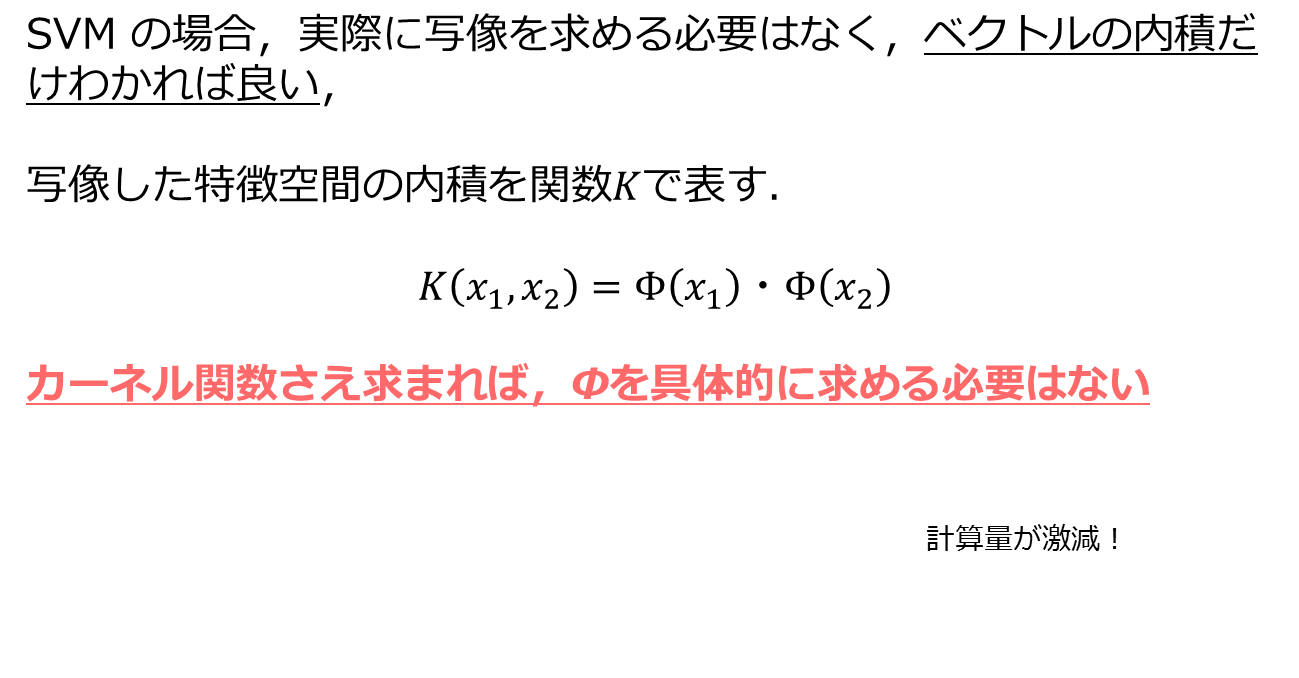 SVM の場合，実際に写像を求める必要はなく，ベクトルの内積だ
けわかれば良い，
写像した特徴空間の内積を関数Kで表す．
K(x₁,x₂) = Φ(x₁)・Φ(x₂)
カーネル関数さえ求まれば，Φを具体的に求める必要はない
計算量が激減！